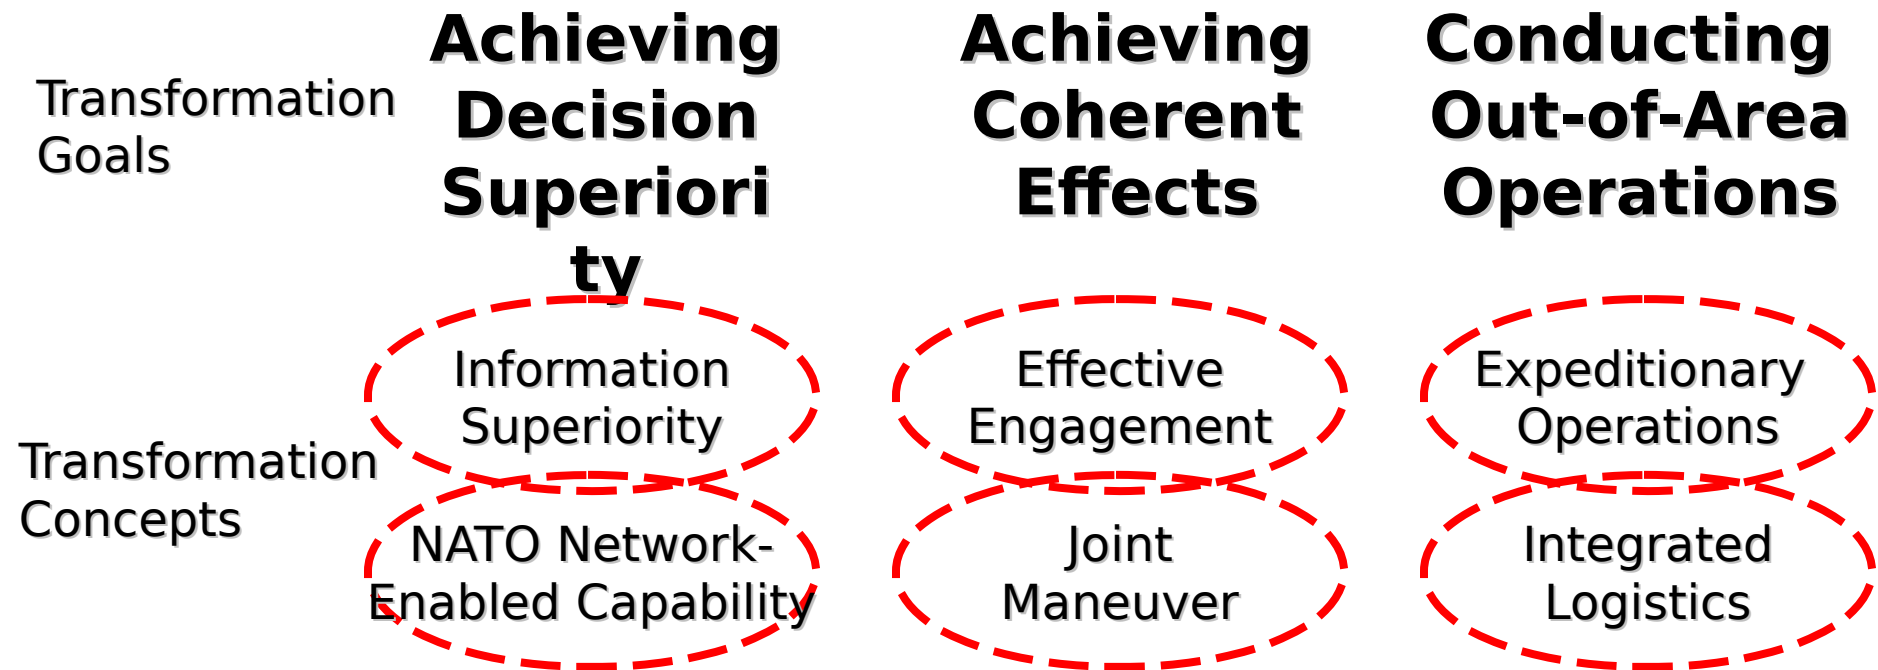 Transformation
Goals
Achieving
Decision
Superiori
ty
Achieving
Coherent
Effects
Conducting
Out-of-Area
Operations
Transformation
Concepts
Information
Superiority
Effective
Engagement
Expeditionary
Operations
NATO Network-
Enabled Capability
Joint
Maneuver
Integrated
Logistics